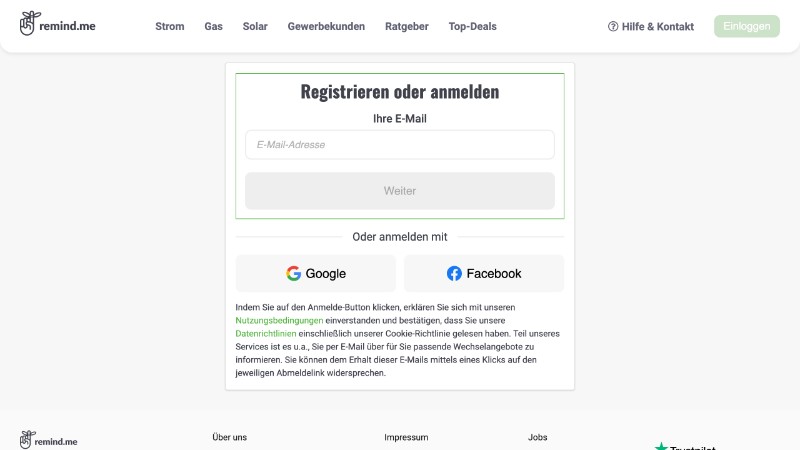 remind.me
Strom
Gas
Solar
Gewerbekunden
Ratgeber
Top-Deals
Hilfe & Kontakt
Einloggen
Registrieren oder anmelden
Ihre E-Mail
E-Mail-Adresse
Weiter
Oder anmelden mit
Google
Facebook
Indem Sie auf den Anmelde-Button klicken, erklären Sie sich mit unseren
Nutzungsbedingungen einverstanden und bestätigen, dass Sie unsere
Datenrichtlinien einschließlich unserer Cookie-Richtlinie gelesen haben. Teil unseres
Services ist es u.a., Sie per E-Mail über für Sie passende Wechselangebote zu
informieren. Sie können dem Erhalt dieser E-Mails mittels eines Klicks auf den
jeweiligen Abmeldelink widersprechen.
remind.me
Über uns
Impressum
Jobs
Trustpilot